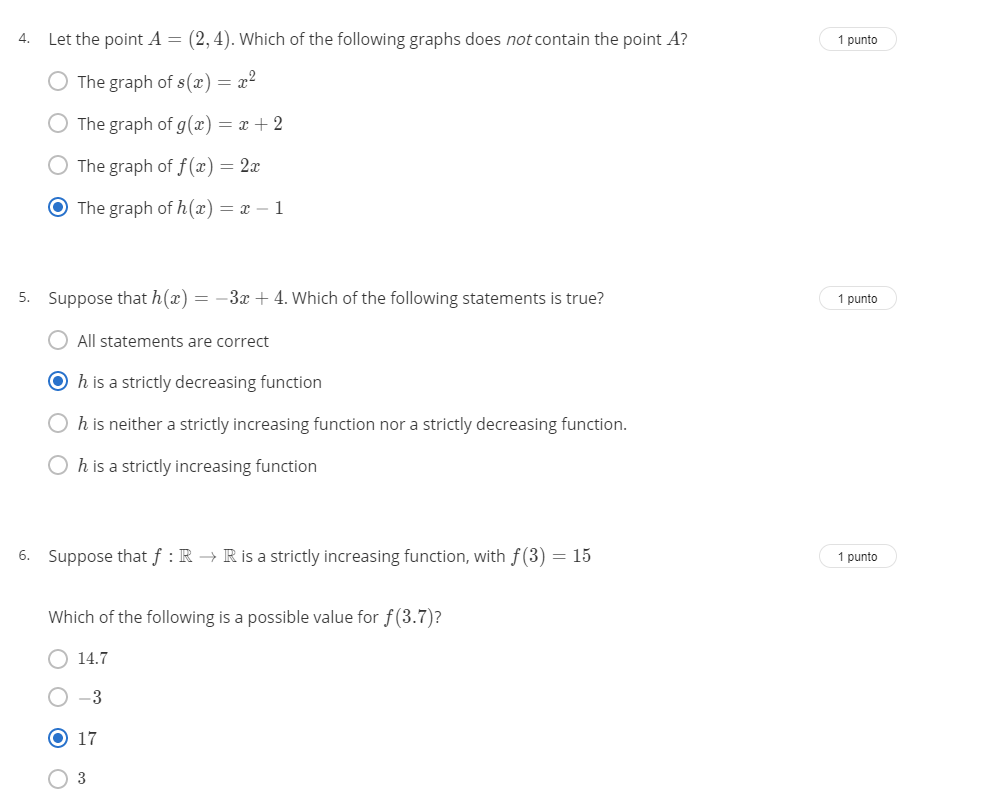 4. Let the point A = (2, 4). Which of the following graphs does not contain the point A? 1 punto
The graph of s(x) = x²
The graph of g(x) = x + 2
The graph of f(x) = 2x
The graph of h(x) = x − 1
5. Suppose that h(x) = −3x + 4. Which of the following statements is true? 1 punto
All statements are correct
h is a strictly decreasing function
h is neither a strictly increasing function nor a strictly decreasing function.
h is a strictly increasing function
6. Suppose that f : ℝ → ℝ is a strictly increasing function, with f(3) = 15 1 punto
Which of the following is a possible value for f(3.7)?
14.7
−3
17
3